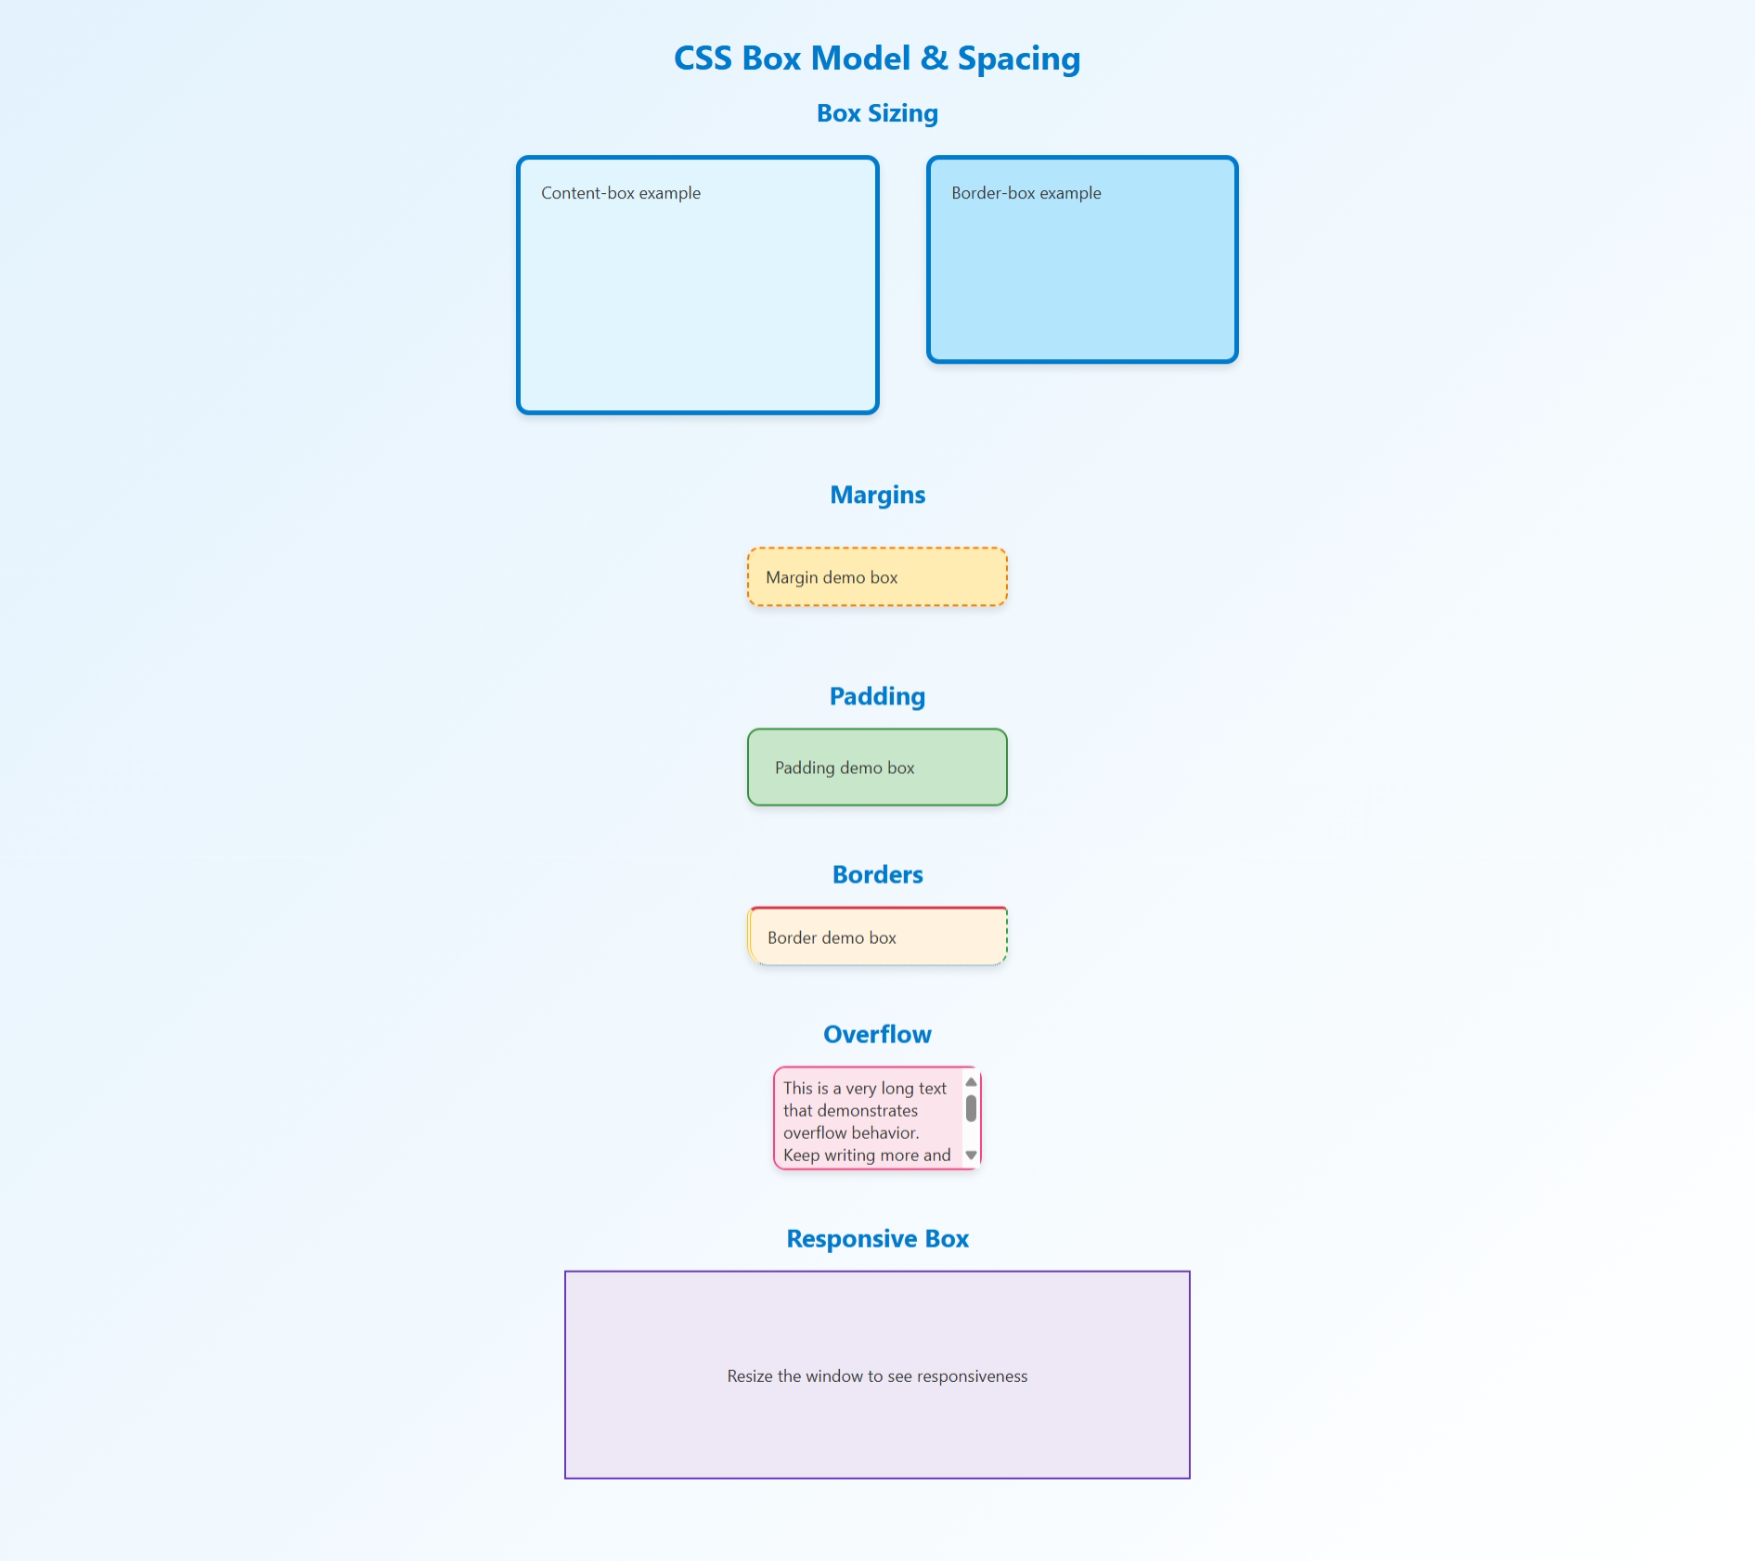 CSS Box Model & Spacing
Box Sizing
Content-box example
Border-box example
Margins
Margin demo box
Padding
Padding demo box
Borders
Border demo box
Overflow
This is a very long text
that demonstrates
overflow behavior.
Keep writing more and
Responsive Box
Resize the window to see responsiveness